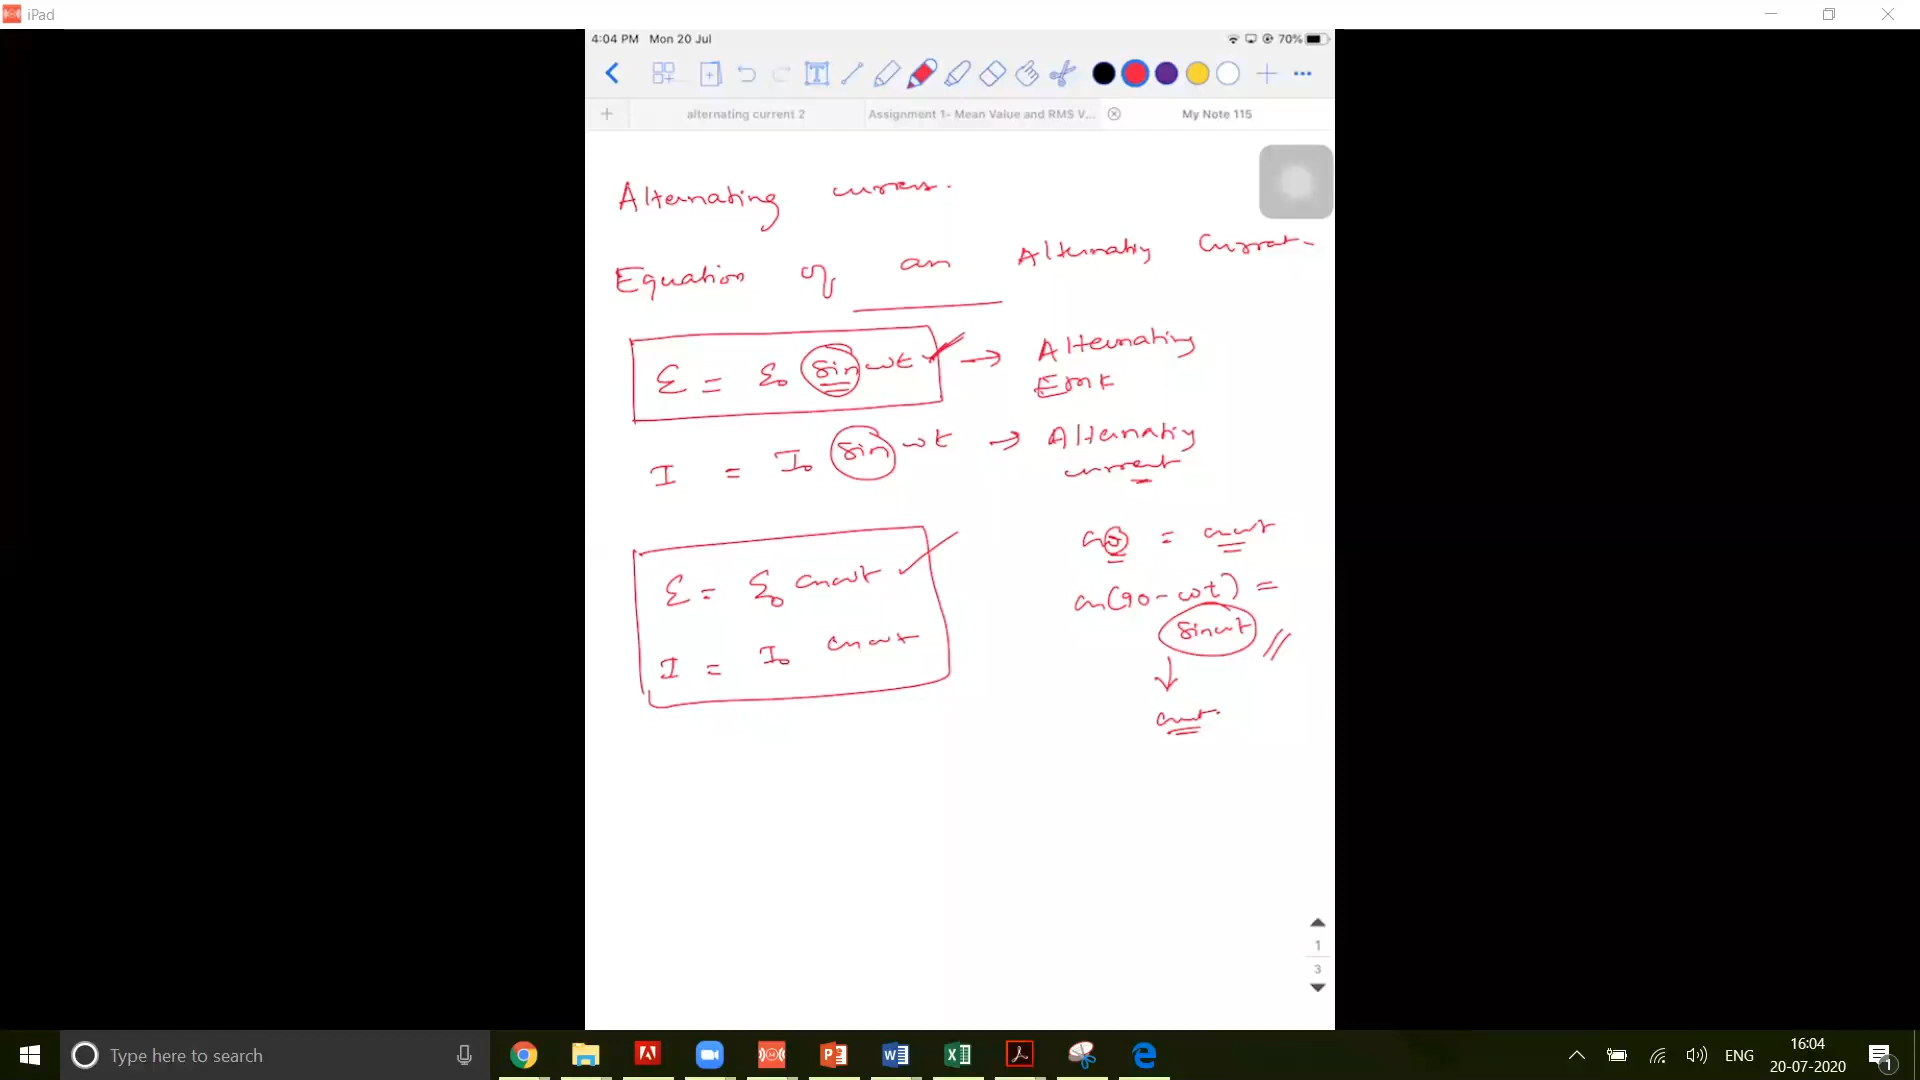 iPad
4:04 PM Mon 20 Jul
70%
alternating current 2
Assignment 1- Mean Value and RMS V...
My Note 115
Alternating
Equation of an Alternating Current
ε = ε₀ sin ωt → Alternating
EMF
I = I₀ sin ωt → Alternating
current
cos θ = cos ωt
cos(90 - ωt) =
sin ωt
↓
cos ωt
ε = ε₀ cos ωt
I = I₀ cos ωt
1
3
Type here to search
ENG
16:04
20-07-2020
1